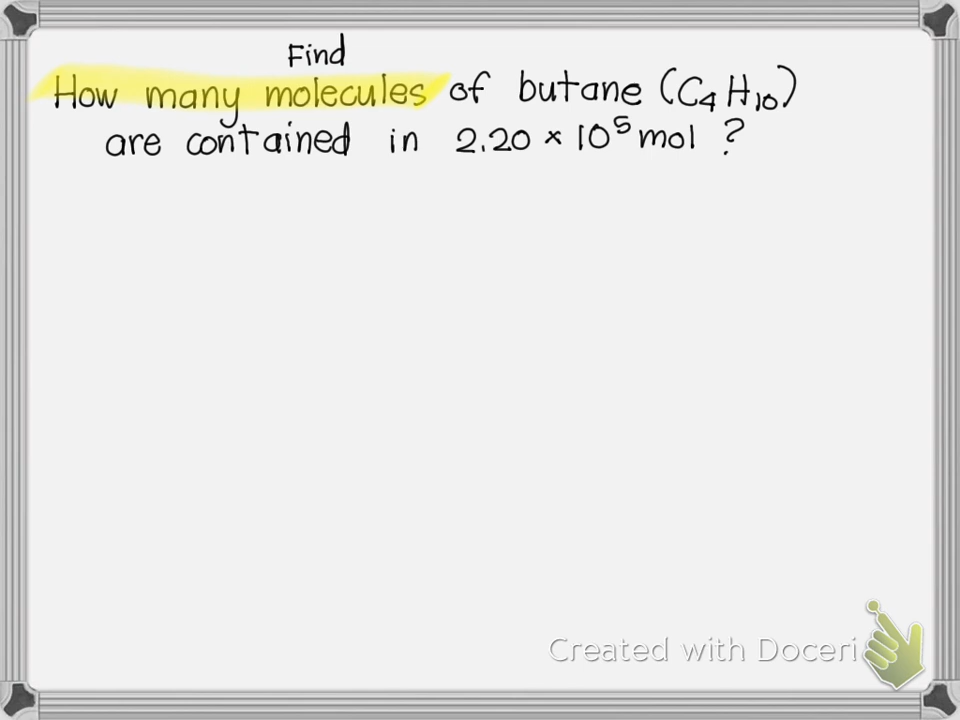 Find
How many molecules of butane (C₄H₁₀)
are contained in 2.20 × 10⁵ mol ?
Created with Doceri